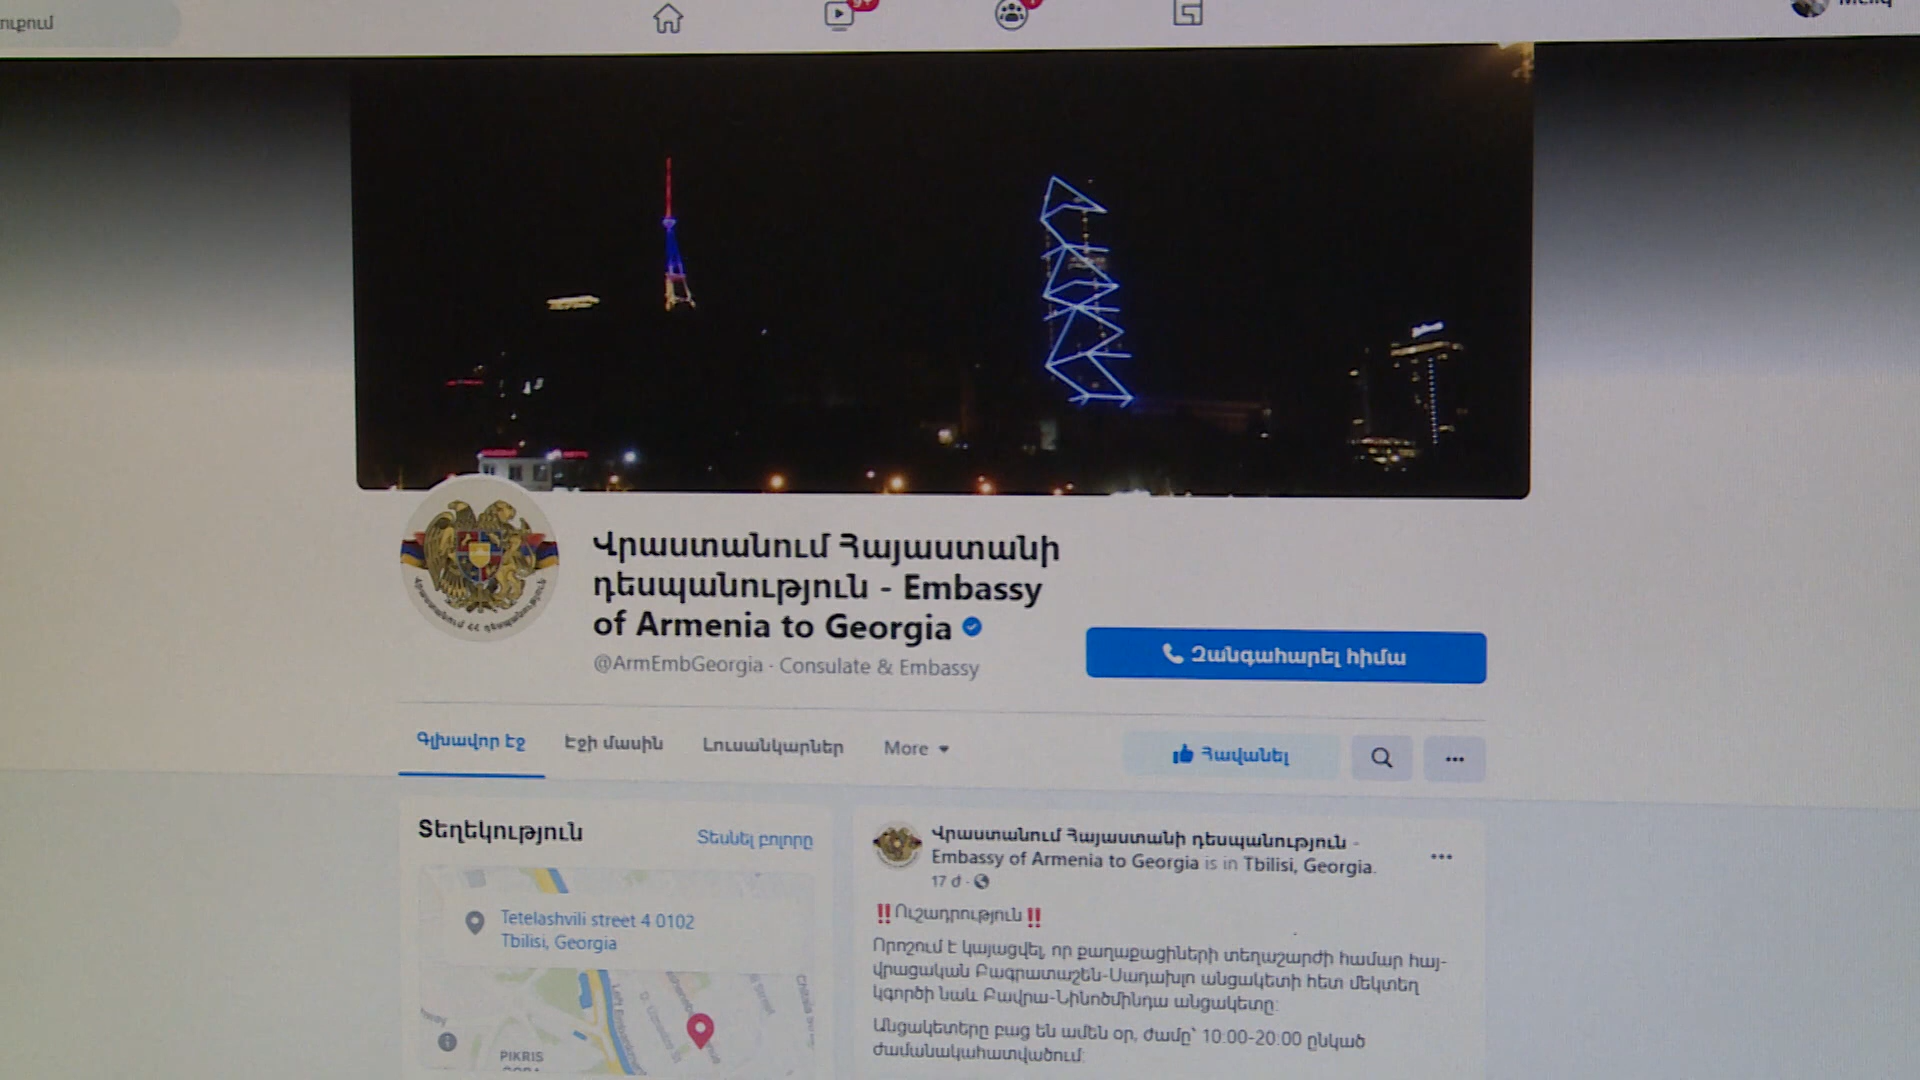 9+
Վրաստանում Հայաստանի
դեսպանություն - Embassy
of Armenia to Georgia
@ArmEmbGeorgia · Consulate & Embassy
Զանգահարել հիմա
Գլխավոր էջ
Էջի մասին
Լուսանկարներ
More
Հավանել
Տեղեկություն
Տեսնել բոլորը
Tetelashvili street 4 0102
Tbilisi, Georgia
Left Embankment
PIKRIS
Վրաստանում Հայաստանի դեսպանություն -
Embassy of Armenia to Georgia is in Tbilisi, Georgia.
17 d ·
‼Ուշադրություն‼
Որոշում է կայացվել, որ քաղաքացիների տեղաշարժի համար հայ-
վրացական Բագրատաշեն-Սադախլո անցակետի հետ մեկտեղ
կգործի նաև Բավրա-Նինոծմինդա անցակետը:
Անցակետերը բաց են ամեն օր, ժամը՝ 10:00-20:00 ընկած
ժամանակահատվածում: